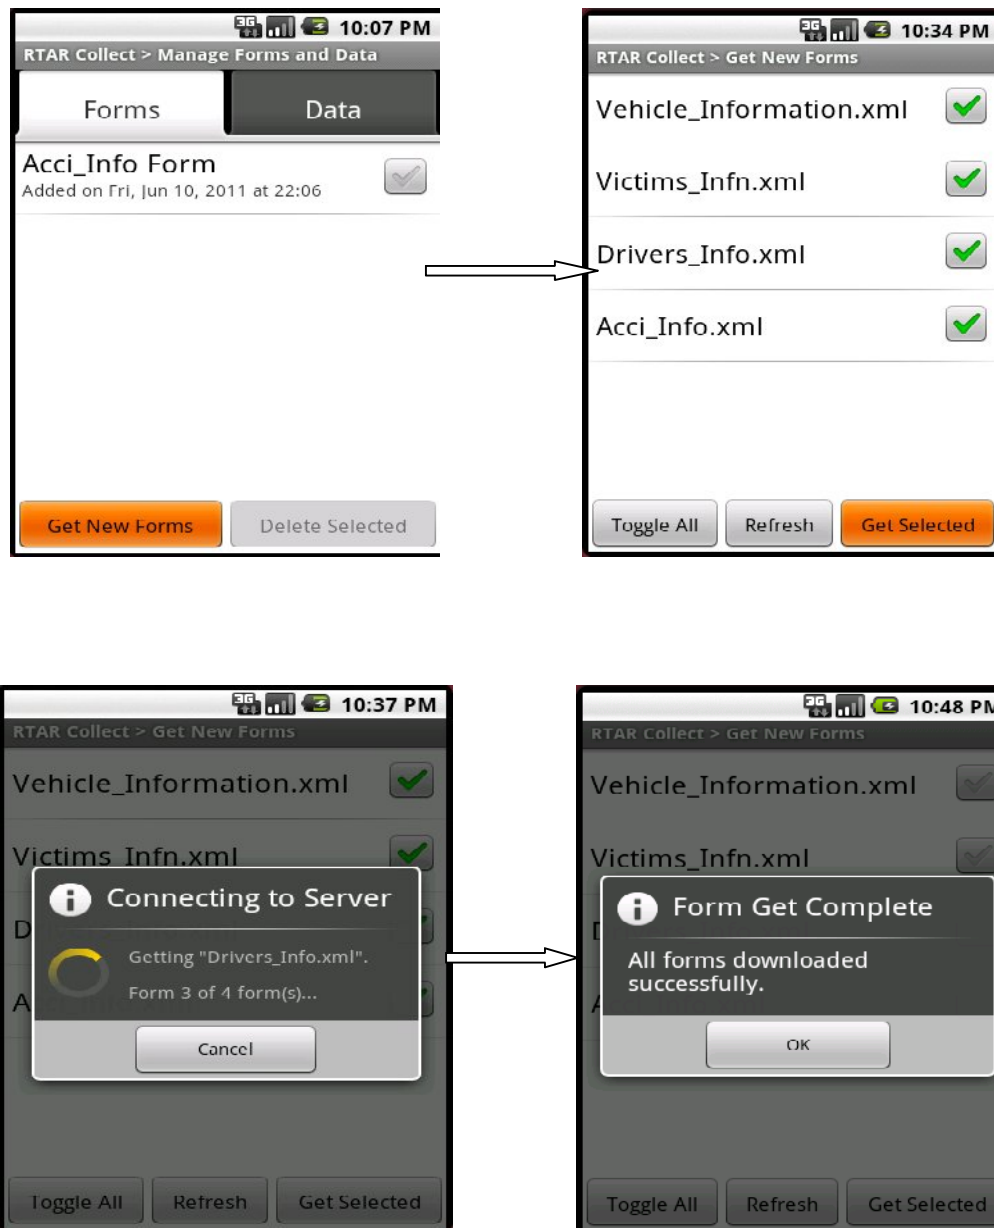 3G 10:07 PM
RTAR Collect > Manage Forms and Data
Forms Data
Acci_Info Form
Added on Fri, Jun 10, 2011 at 22:06
Get New Forms Delete Selected
3G 10:34 PM
RTAR Collect > Get New Forms
Vehicle_Information.xml
Victims_Infn.xml
Drivers_Info.xml
Acci_Info.xml
Toggle All Refresh Get Selected
3G 10:37 PM
RTAR Collect > Get New Forms
Vehicle_Information.xml
Victims_Infn.xml
Connecting to Server
Getting "Drivers_Info.xml".
Form 3 of 4 form(s)...
Cancel
Toggle All Refresh Get Selected
3G 10:48 PM
RTAR Collect > Get New Forms
Vehicle_Information.xml
Victims_Infn.xml
Form Get Complete
All forms downloaded
successfully.
OK
Toggle All Refresh Get Selected